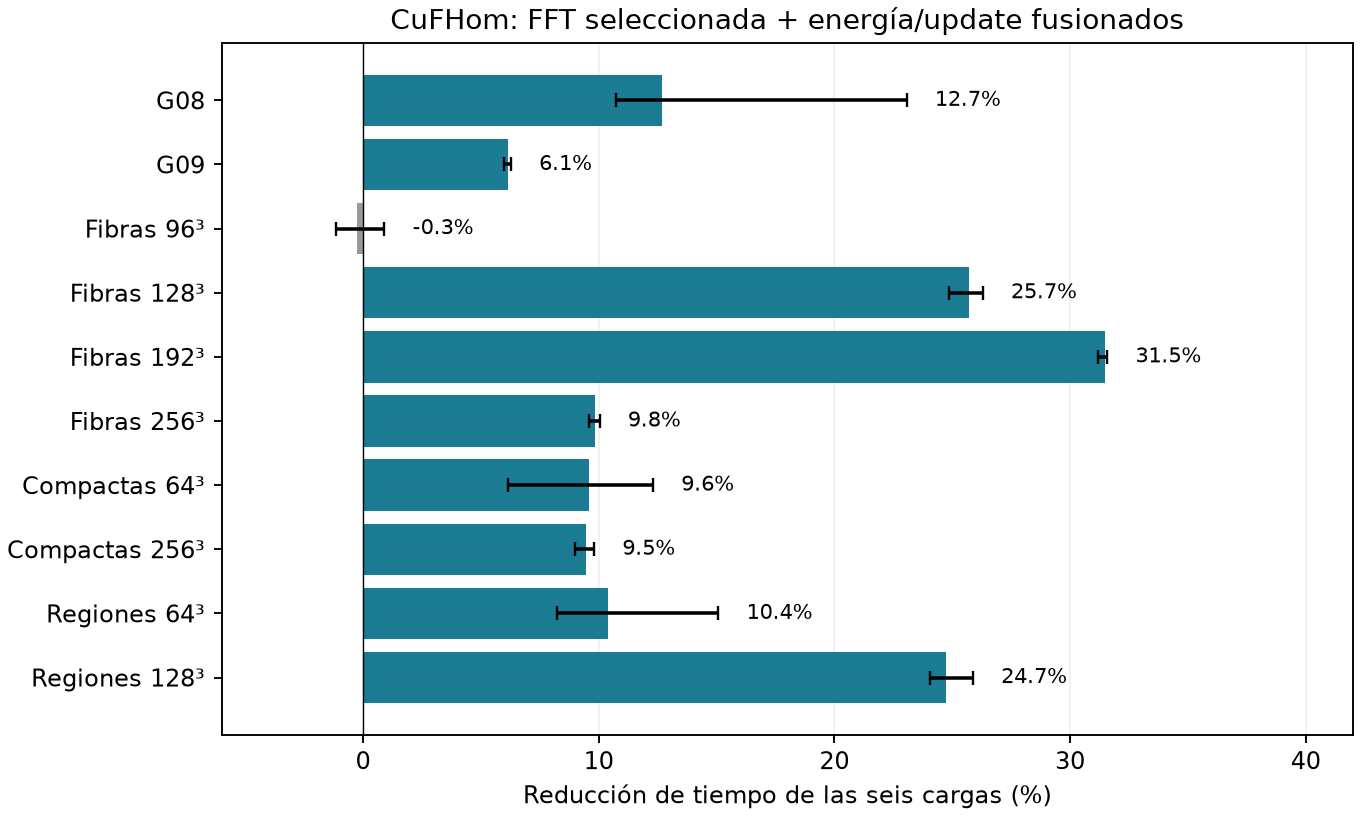 CuFHom: FFT seleccionada + energía/update fusionados
G08 12.7%
G09 6.1%
Fibras 96³ -0.3%
Fibras 128³ 25.7%
Fibras 192³ 31.5%
Fibras 256³ 9.8%
Compactas 64³ 9.6%
Compactas 256³ 9.5%
Regiones 64³ 10.4%
Regiones 128³ 24.7%
0 10 20 30 40
Reducción de tiempo de las seis cargas (%)